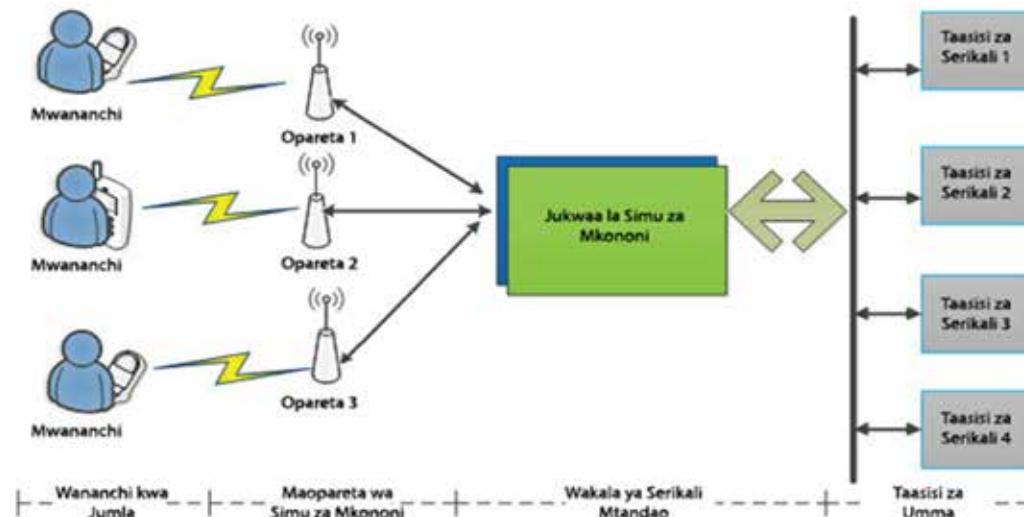 Mwananchi
Opareta 1
Mwananchi
Opareta 2
Mwananchi
Opareta 3
Jukwaa la Simu za
Mkononi
Taasisi za
Serikali 1
Taasisi za
Serikali 2
Taasisi za
Serikali 3
Taasisi za
Serikali 4
Wananchi kwa
Jumla
Maopareta wa
Simu za Mkononi
Wakala ya Serikali
Mtandao
Taasisi za
Umma